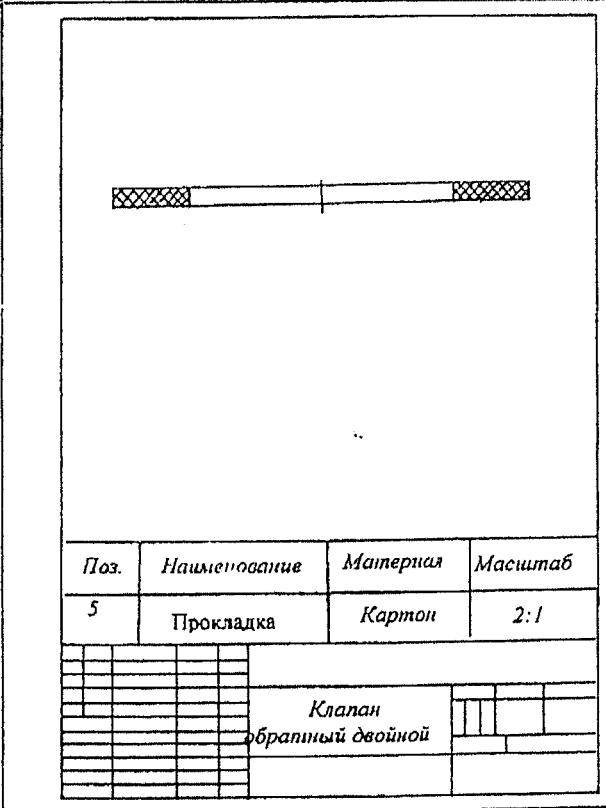 Поз. Наименование Материал Масштаб
5 Прокладка Картон 2:1
Клапан
обратный двойной